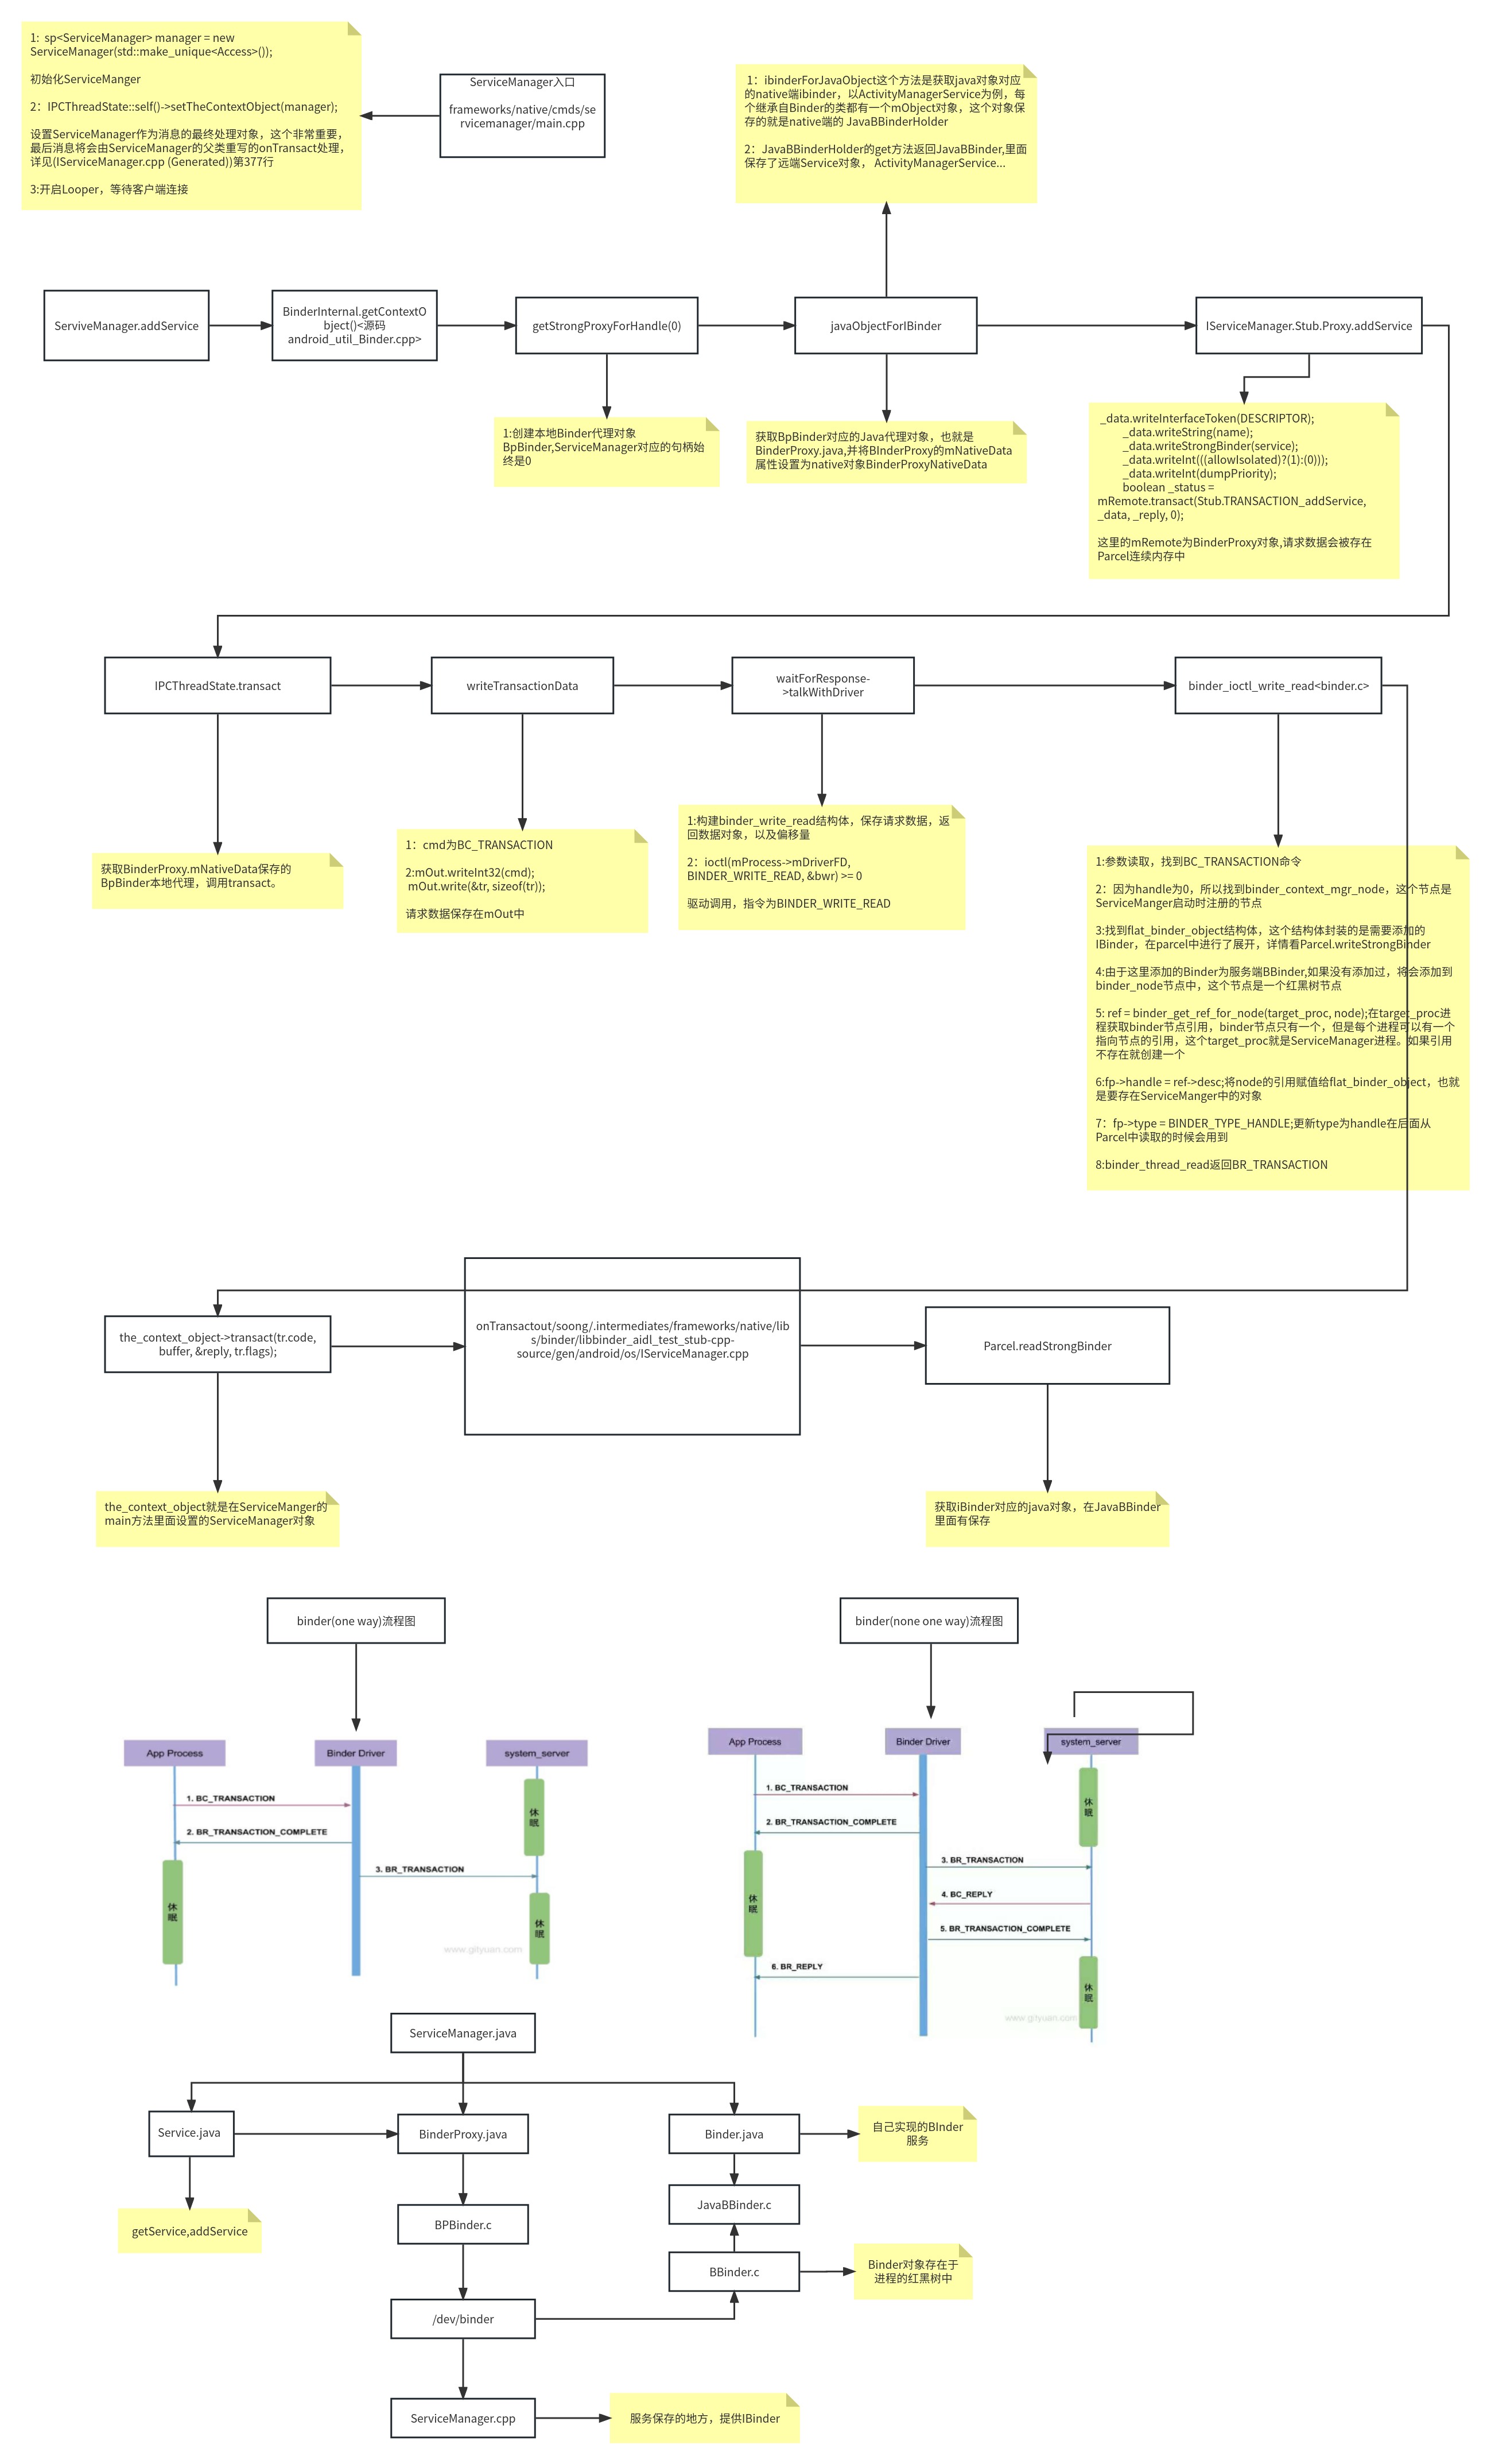 1:  sp<ServiceManager> manager = new
ServiceManager(std::make_unique<Access>());
初始化ServiceManger
2：IPCThreadState::self()->setTheContextObject(manager);
设置ServiceManager作为消息的最终处理对象，这个非常重要，
最后消息将会由ServiceManager的父类重写的onTransact处理，
详见(IServiceManager.cpp (Generated))第377行
3:开启Looper，等待客户端连接
ServiceManager入口
frameworks/native/cmds/se
rvicemanager/main.cpp
1：ibinderForJavaObject这个方法是获取java对象对应
的native端ibinder，以ActivityManagerService为例，每
个继承自Binder的类都有一个mObject对象，这个对象保
存的就是native端的 JavaBBinderHolder
2：JavaBBinderHolder的get方法返回JavaBBinder,里面
保存了远端Service对象， ActivityManagerService...
ServiveManager.addService
BinderInternal.getContextO
bject()<源码
android_util_Binder.cpp>
getStrongProxyForHandle(0)
javaObjectForIBinder
IServiceManager.Stub.Proxy.addService
1:创建本地Binder代理对象
BpBinder,ServiceManager对应的句柄始
终是0
获取BpBinder对应的Java代理对象，也就是
BinderProxy.java,并将BInderProxy的mNativeData
属性设置为native对象BinderProxyNativeData
_data.writeInterfaceToken(DESCRIPTOR);
_data.writeString(name);
_data.writeStrongBinder(service);
_data.writeInt(((allowIsolated)?(1):(0)));
_data.writeInt(dumpPriority);
boolean _status =
mRemote.transact(Stub.TRANSACTION_addService,
_data, _reply, 0);
这里的mRemote为BinderProxy对象,请求数据会被存在
Parcel连续内存中
IPCThreadState.transact
writeTransactionData
waitForResponse-
>talkWithDriver
binder_ioctl_write_read<binder.c>
获取BinderProxy.mNativeData保存的
BpBinder本地代理，调用transact。
1：cmd为BC_TRANSACTION
2:mOut.writeInt32(cmd);
mOut.write(&tr, sizeof(tr));
请求数据保存在mOut中
1:构建binder_write_read结构体，保存请求数据，返
回数据对象，以及偏移量
2：ioctl(mProcess->mDriverFD,
BINDER_WRITE_READ, &bwr) >= 0
驱动调用，指令为BINDER_WRITE_READ
1:参数读取，找到BC_TRANSACTION命令
2：因为handle为0，所以找到binder_context_mgr_node，这个节点是
ServiceManger启动时注册的节点
3:找到flat_binder_object结构体，这个结构体封装的是需要添加的
IBinder，在parcel中进行了展开，详情看Parcel.writeStrongBinder
4:由于这里添加的Binder为服务端BBinder,如果没有添加过，将会添加到
binder_node节点中，这个节点是一个红黑树节点
5: ref = binder_get_ref_for_node(target_proc, node);在target_proc进
程获取binder节点引用，binder节点只有一个，但是每个进程可以有一个
指向节点的引用，这个target_proc就是ServiceManager进程。如果引用
不存在就创建一个
6:fp->handle = ref->desc;将node的引用赋值给flat_binder_object，也就
是要存在ServiceManger中的对象
7：fp->type = BINDER_TYPE_HANDLE;更新type为handle在后面从
Parcel中读取的时候会用到
8:binder_thread_read返回BR_TRANSACTION
the_context_object->transact(tr.code,
buffer, &reply, tr.flags);
onTransactout/soong/.intermediates/frameworks/native/lib
s/binder/libbinder_aidl_test_stub-cpp-
source/gen/android/os/IServiceManager.cpp
Parcel.readStrongBinder
the_context_object就是在ServiceManger的
main方法里面设置的ServiceManager对象
获取iBinder对应的java对象，在JavaBBinder
里面有保存
binder(one way)流程图
binder(none one way)流程图
App Process
Binder Driver
system_server
1. BC_TRANSACTION
2. BR_TRANSACTION_COMPLETE
3. BR_TRANSACTION
休
眠
休
眠
休
眠
www.gityuan.com
App Process
Binder Driver
system_server
1. BC_TRANSACTION
2. BR_TRANSACTION_COMPLETE
3. BR_TRANSACTION
4. BC_REPLY
5. BR_TRANSACTION_COMPLETE
6. BR_REPLY
休
眠
休
眠
休
眠
www.gityuan.com
ServiceManager.java
Service.java
BinderProxy.java
Binder.java
自己实现的BInder
服务
getService,addService
BPBinder.c
JavaBBinder.c
BBinder.c
Binder对象存在于
进程的红黑树中
/dev/binder
ServiceManager.cpp
服务保存的地方，提供IBinder